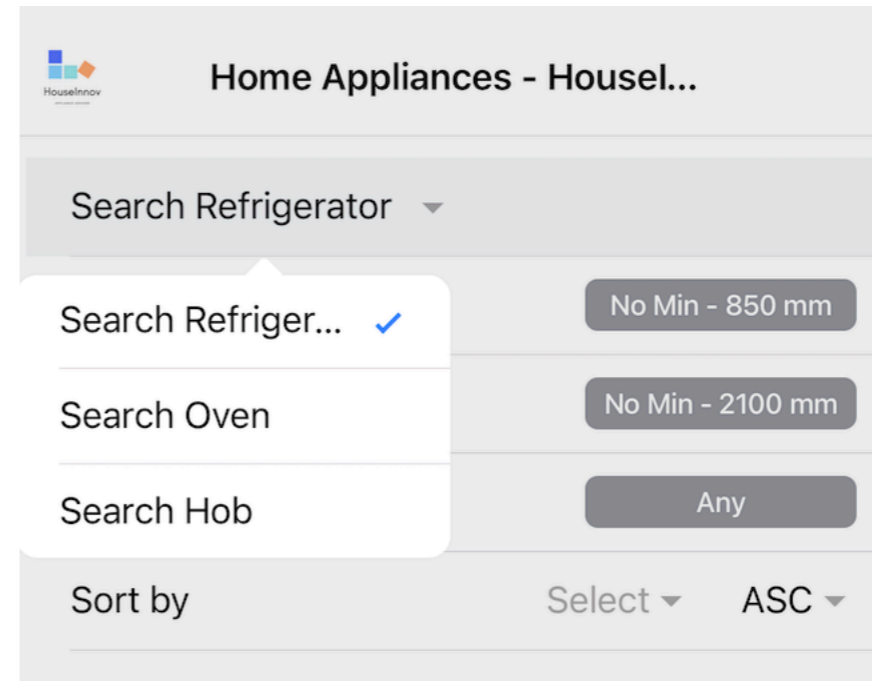 HouseInnov
Home Appliances - Housel...
Search Refrigerator
Search Refriger...
No Min - 850 mm
Search Oven
No Min - 2100 mm
Search Hob
Any
Sort by
Select
ASC